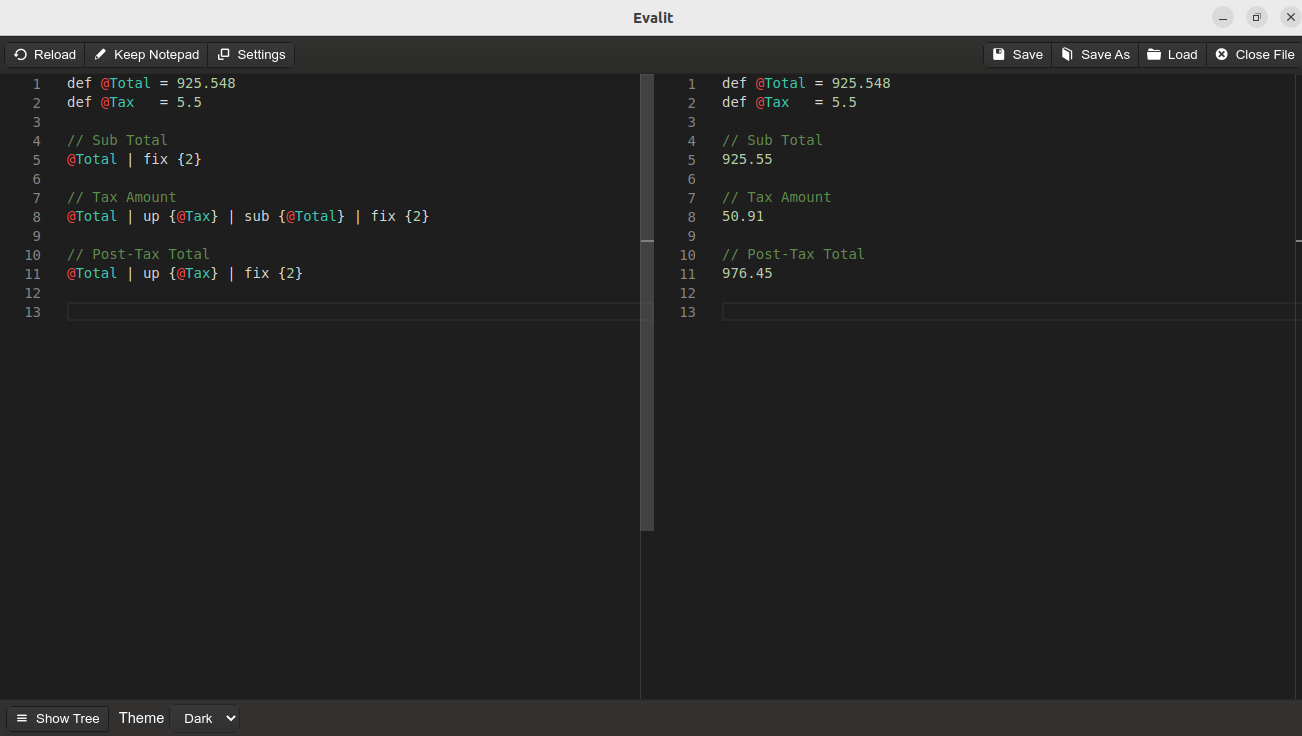 Evalit
Reload Keep Notepad Settings Save Save As Load Close File
1 def @Total = 925.548
2 def @Tax   = 5.5
3
4 // Sub Total
5 @Total | fix {2}
6
7 // Tax Amount
8 @Total | up {@Tax} | sub {@Total} | fix {2}
9
10 // Post-Tax Total
11 @Total | up {@Tax} | fix {2}
12
13
1 def @Total = 925.548
2 def @Tax   = 5.5
3
4 // Sub Total
5 925.55
6
7 // Tax Amount
8 50.91
9
10 // Post-Tax Total
11 976.45
12
13
Show Tree Theme Dark